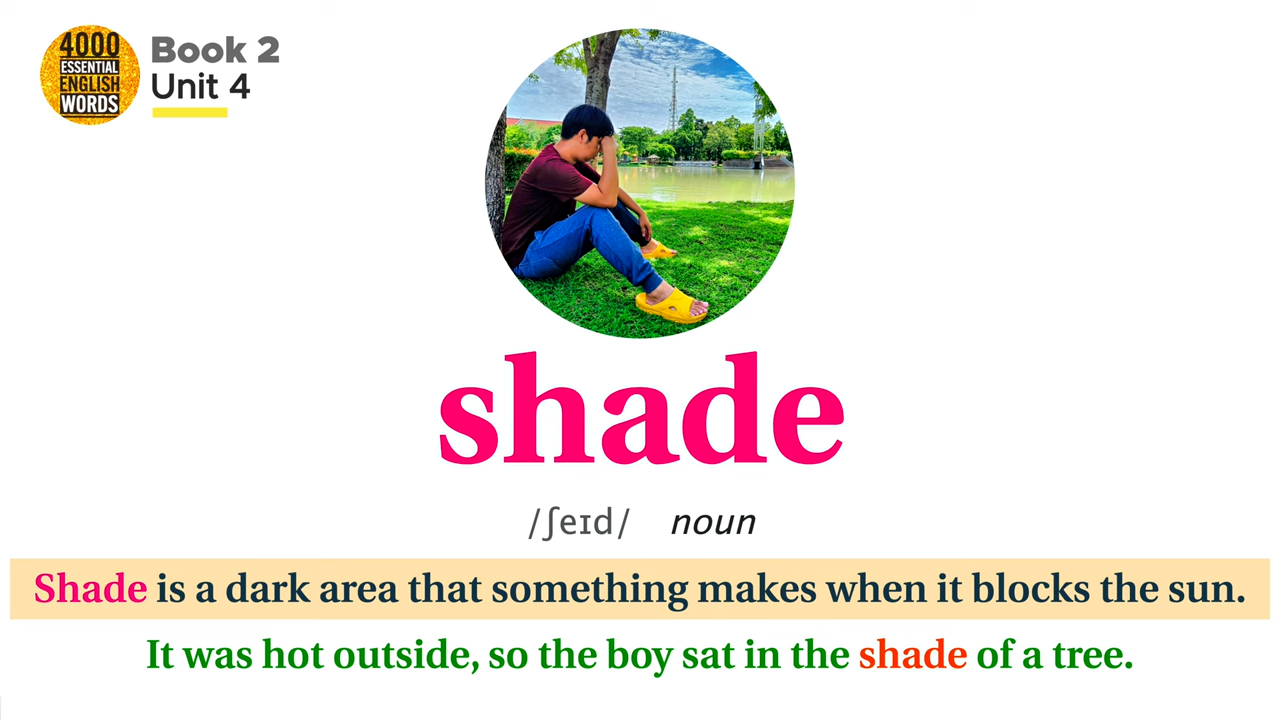 4000
ESSENTIAL
ENGLISH
WORDS
Book 2
Unit 4
shade
/ʃeɪd/ noun
Shade is a dark area that something makes when it blocks the sun.
It was hot outside, so the boy sat in the shade of a tree.